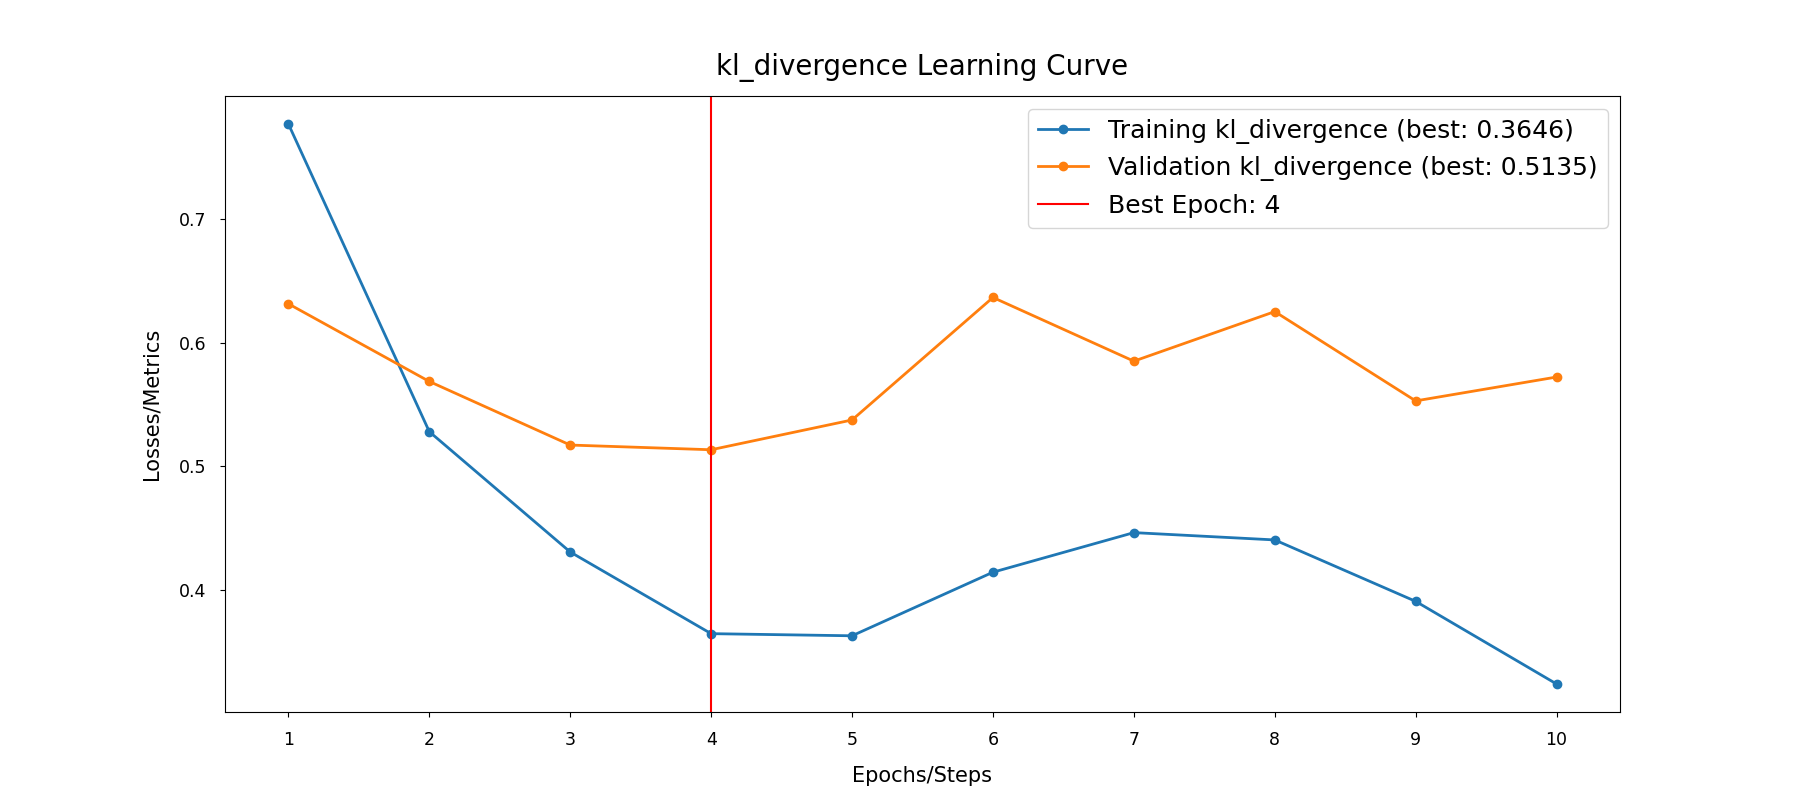 kl_divergence Learning Curve
Training kl_divergence (best: 0.3646)
Validation kl_divergence (best: 0.5135)
Best Epoch: 4
Losses/Metrics
0.7
0.6
0.5
0.4
1 2 3 4 5 6 7 8 9 10
Epochs/Steps